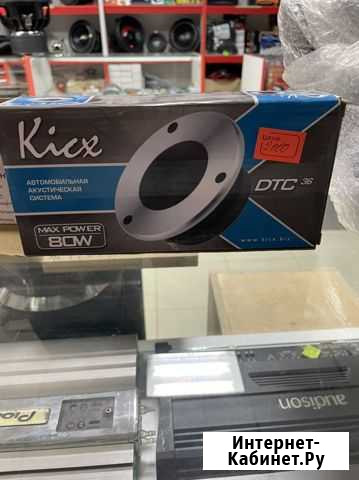 Kicx
АВТОМОБИЛЬНАЯ
АКУСТИЧЕСКАЯ
СИСТЕМА
MAX POWER
80W
DTC 36
www.kicx.biz
audison
Интернет-
Кабинет.Ру